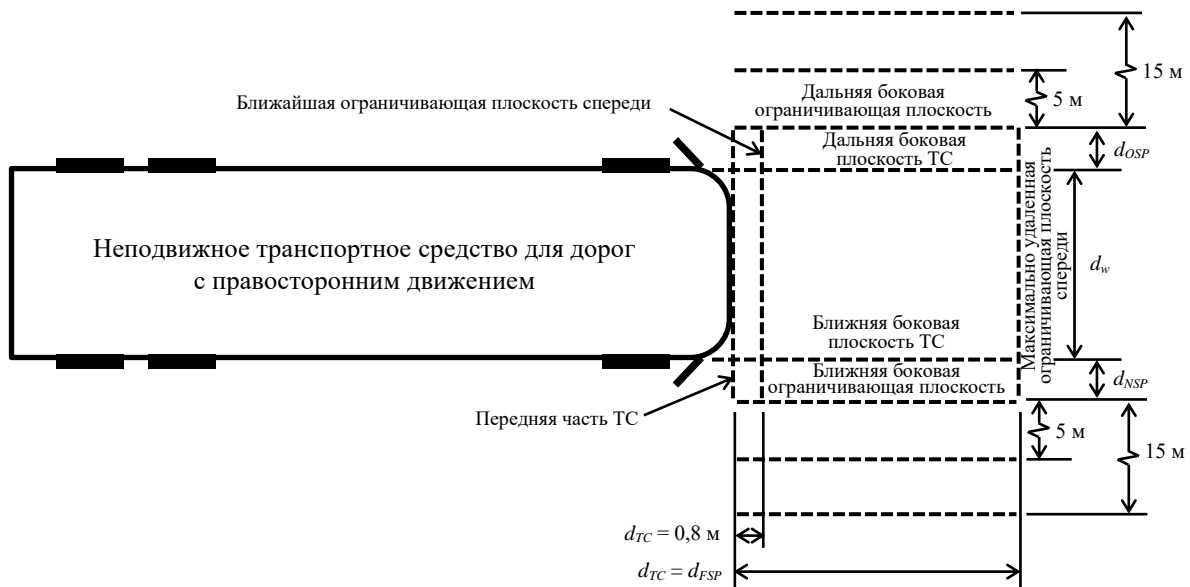 15 м
Ближайшая ограничивающая плоскость спереди
Дальняя боковая
ограничивающая плоскость
5 м
Дальняя боковая
плоскость ТС
d_OSP
Неподвижное транспортное средство для дорог
с правосторонним движением
Максимально удаленная
ограничивающая плоскость
спереди
d_w
Ближняя боковая
плоскость ТС
Ближняя боковая
ограничивающая плоскость
d_NSP
Передняя часть ТС
5 м
15 м
d_TC = 0,8 м
d_TC = d_FSP